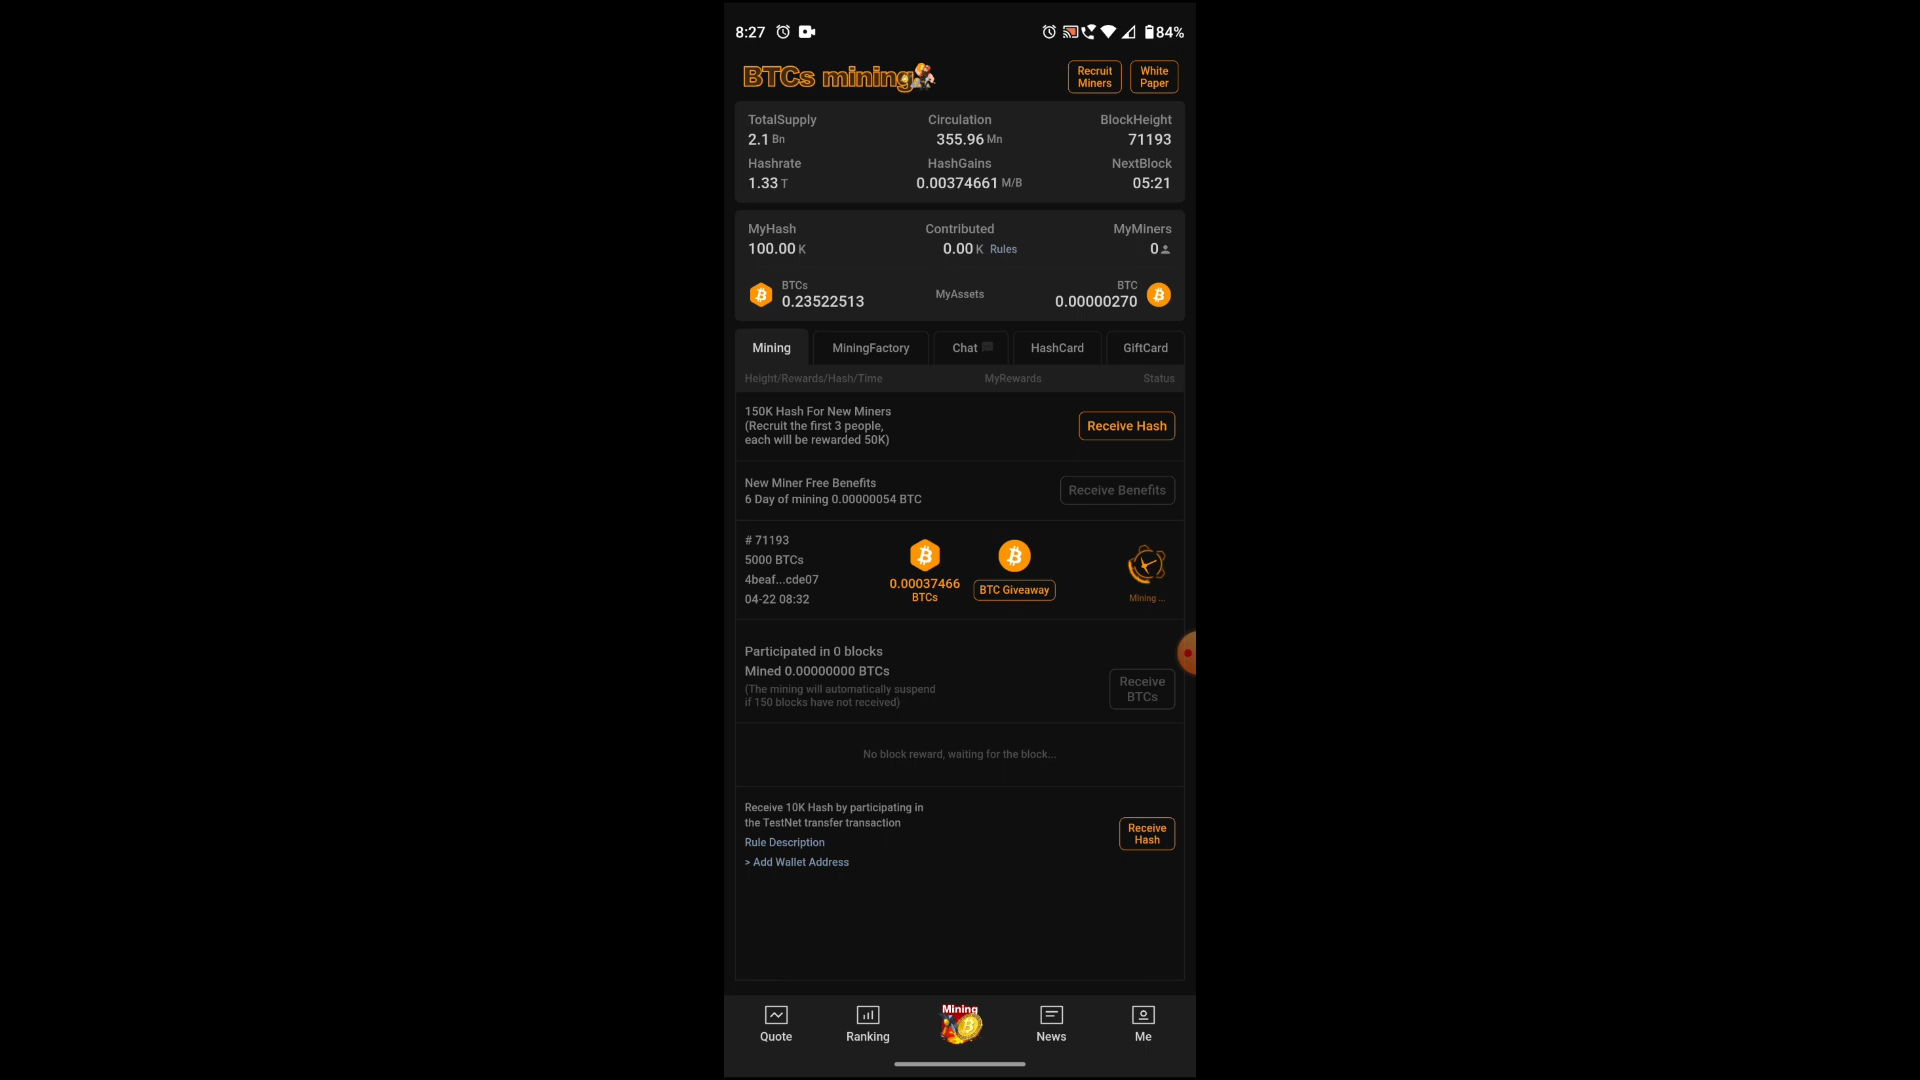 8:27 84%
BTCs mining
Recruit
Miners
White
Paper
TotalSupply Circulation BlockHeight
2.1 Bn 355.96 Mn 71193
Hashrate HashGains NextBlock
1.33 T 0.00374661 M/B 05:21
MyHash Contributed MyMiners
100.00 K 0.00 K Rules 0
BTCs BTC
0.23522513 MyAssets 0.00000270
Mining MiningFactory Chat HashCard GiftCard
Height/Rewards/Hash/Time MyRewards Status
150K Hash For New Miners
(Recruit the first 3 people,
each will be rewarded 50K)
Receive Hash
New Miner Free Benefits
6 Day of mining 0.00000054 BTC
Receive Benefits
# 71193
5000 BTCs
4beaf...cde07
04-22 08:32
0.00037466
BTCs
BTC Giveaway
Mining ...
Participated in 0 blocks
Mined 0.00000000 BTCs
(The mining will automatically suspend
if 150 blocks have not received)
Receive
BTCs
No block reward, waiting for the block...
Receive 10K Hash by participating in
the TestNet transfer transaction
Rule Description
> Add Wallet Address
Receive
Hash
Mining
Quote Ranking News Me